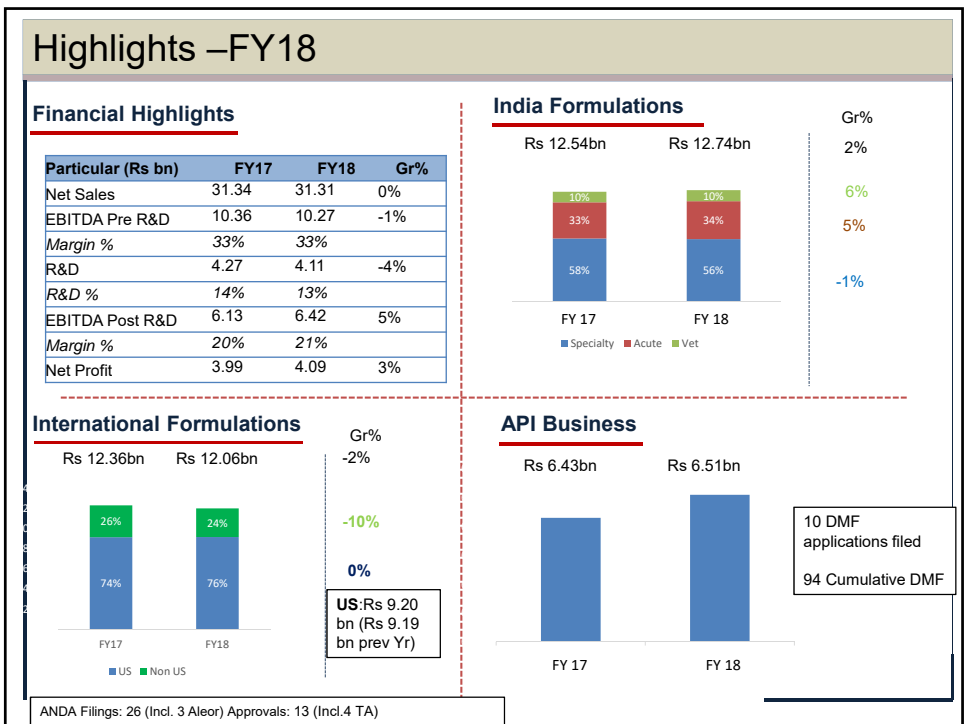 Highlights –FY18
Financial Highlights
Particular (Rs bn) FY17 FY18 Gr%
Net Sales 31.34 31.31 0%
EBITDA Pre R&D 10.36 10.27 -1%
Margin % 33% 33%
R&D 4.27 4.11 -4%
R&D % 14% 13%
EBITDA Post R&D 6.13 6.42 5%
Margin % 20% 21%
Net Profit 3.99 4.09 3%
India Formulations
Gr%
Rs 12.54bn Rs 12.74bn 2%
10% 10% 6%
33% 34% 5%
58% 56% -1%
FY 17 FY 18
Specialty Acute Vet
International Formulations
Gr%
Rs 12.36bn Rs 12.06bn -2%
26% 24% -10%
74% 76% 0%
US:Rs 9.20
bn (Rs 9.19
bn prev Yr)
FY17 FY18
US Non US
API Business
Rs 6.43bn Rs 6.51bn
10 DMF
applications filed
94 Cumulative DMF
FY 17 FY 18
ANDA Filings: 26 (Incl. 3 Aleor) Approvals: 13 (Incl.4 TA)